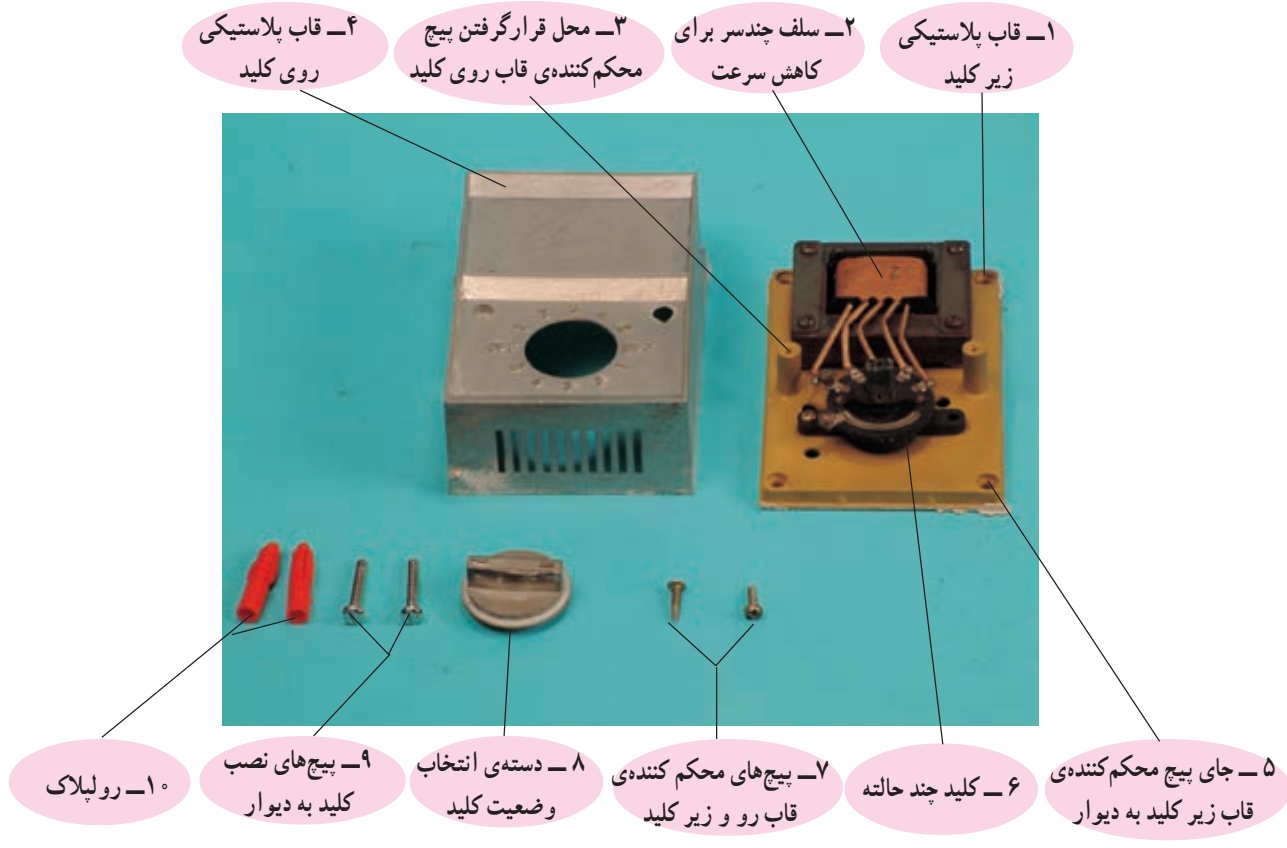 ۱ــ قاب پلاستیکی
زیر کلید
۲ــ سلف چندسر برای
کاهش سرعت
۳ــ محل قرارگرفتن پیچ
محکم‌کننده‌ی قاب روی کلید
۴ــ قاب پلاستیکی
روی کلید
۵ ــ جای پیچ محکم‌کننده‌ی
قاب زیر کلید به دیوار
۶ ــ کلید چند حالته
۷ــ پیچ‌های محکم کننده‌ی
قاب رو و زیر کلید
۸ ــ دسته‌ی انتخاب
وضعیت کلید
۹ــ پیچ‌های نصب
کلید به دیوار
۱۰ــ رولپلاک